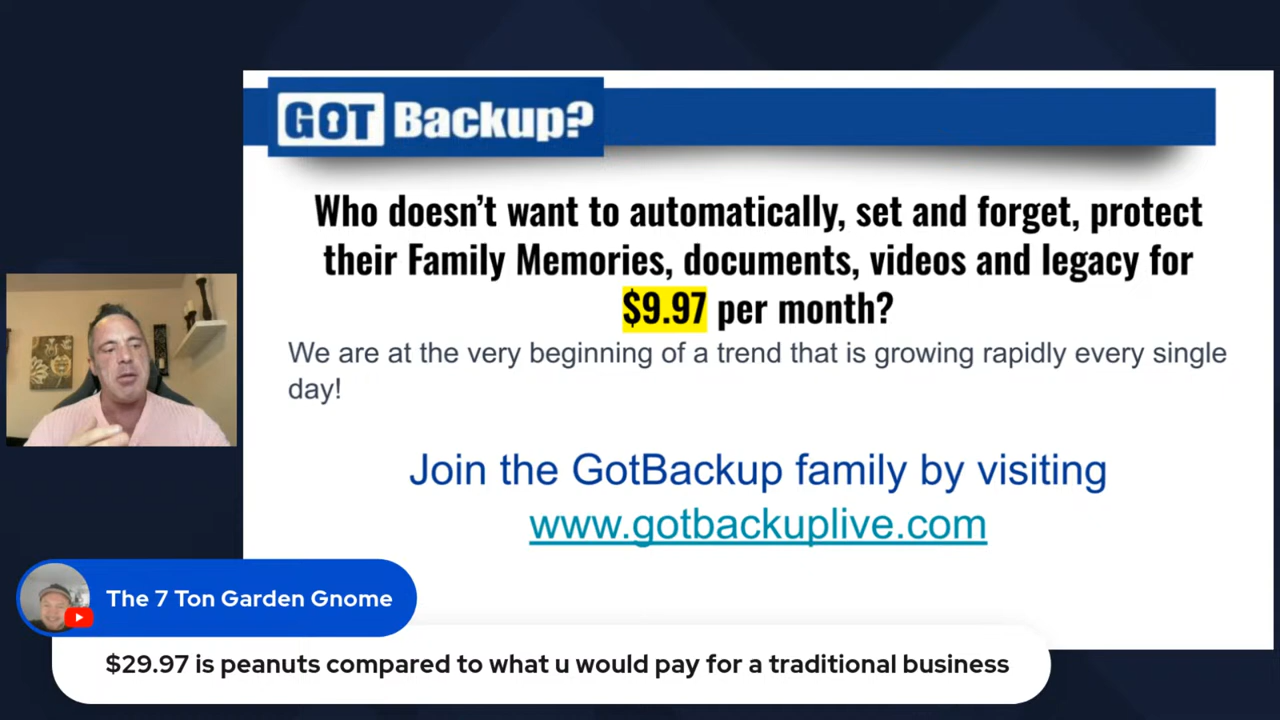 GOT Backup?
Who doesn’t want to automatically, set and forget, protect
their Family Memories, documents, videos and legacy for
$9.97 per month?
We are at the very beginning of a trend that is growing rapidly every single
day!
Join the GotBackup family by visiting
www.gotbackuplive.com
The 7 Ton Garden Gnome
$29.97 is peanuts compared to what u would pay for a traditional business